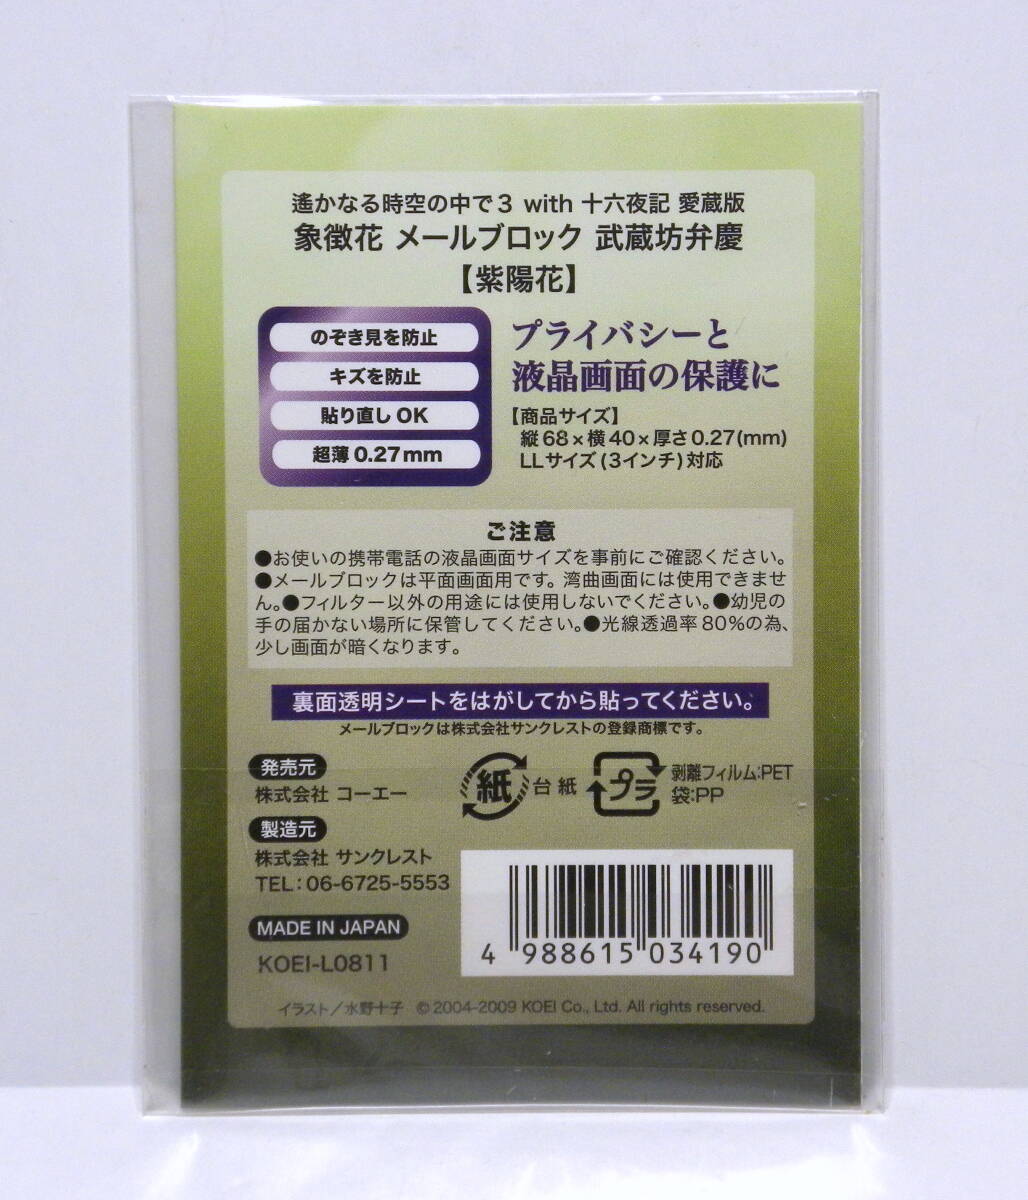 遙かなる時空の中で3 with 十六夜記 愛蔵版
象徴花 メールブロック 武蔵坊弁慶
【紫陽花】
のぞき見を防止
キズを防止
貼り直しOK
超薄0.27mm
プライバシーと
液晶画面の保護に
【商品サイズ】
縦68×横40×厚さ0.27(mm)
LLサイズ(3インチ)対応
ご注意
●お使いの携帯電話の液晶画面サイズを事前にご確認ください。
●メールブロックは平面画面用です。湾曲画面には使用できませ
ん。●フィルター以外の用途には使用しないでください。●幼児の
手の届かない場所に保管してください。●光線透過率80%の為、
少し画面が暗くなります。
裏面透明シートをはがしてから貼ってください。
メールブロックは株式会社サンクレストの登録商標です。
発売元
株式会社 コーエー
製造元
株式会社 サンクレスト
TEL:06-6725-5553
MADE IN JAPAN
KOEI-L0811
紙 台紙
プラ 剥離フィルム:PET
袋:PP
4 988615 034190
イラスト/水野十子 ©2004-2009 KOEI Co., Ltd. All rights reserved.